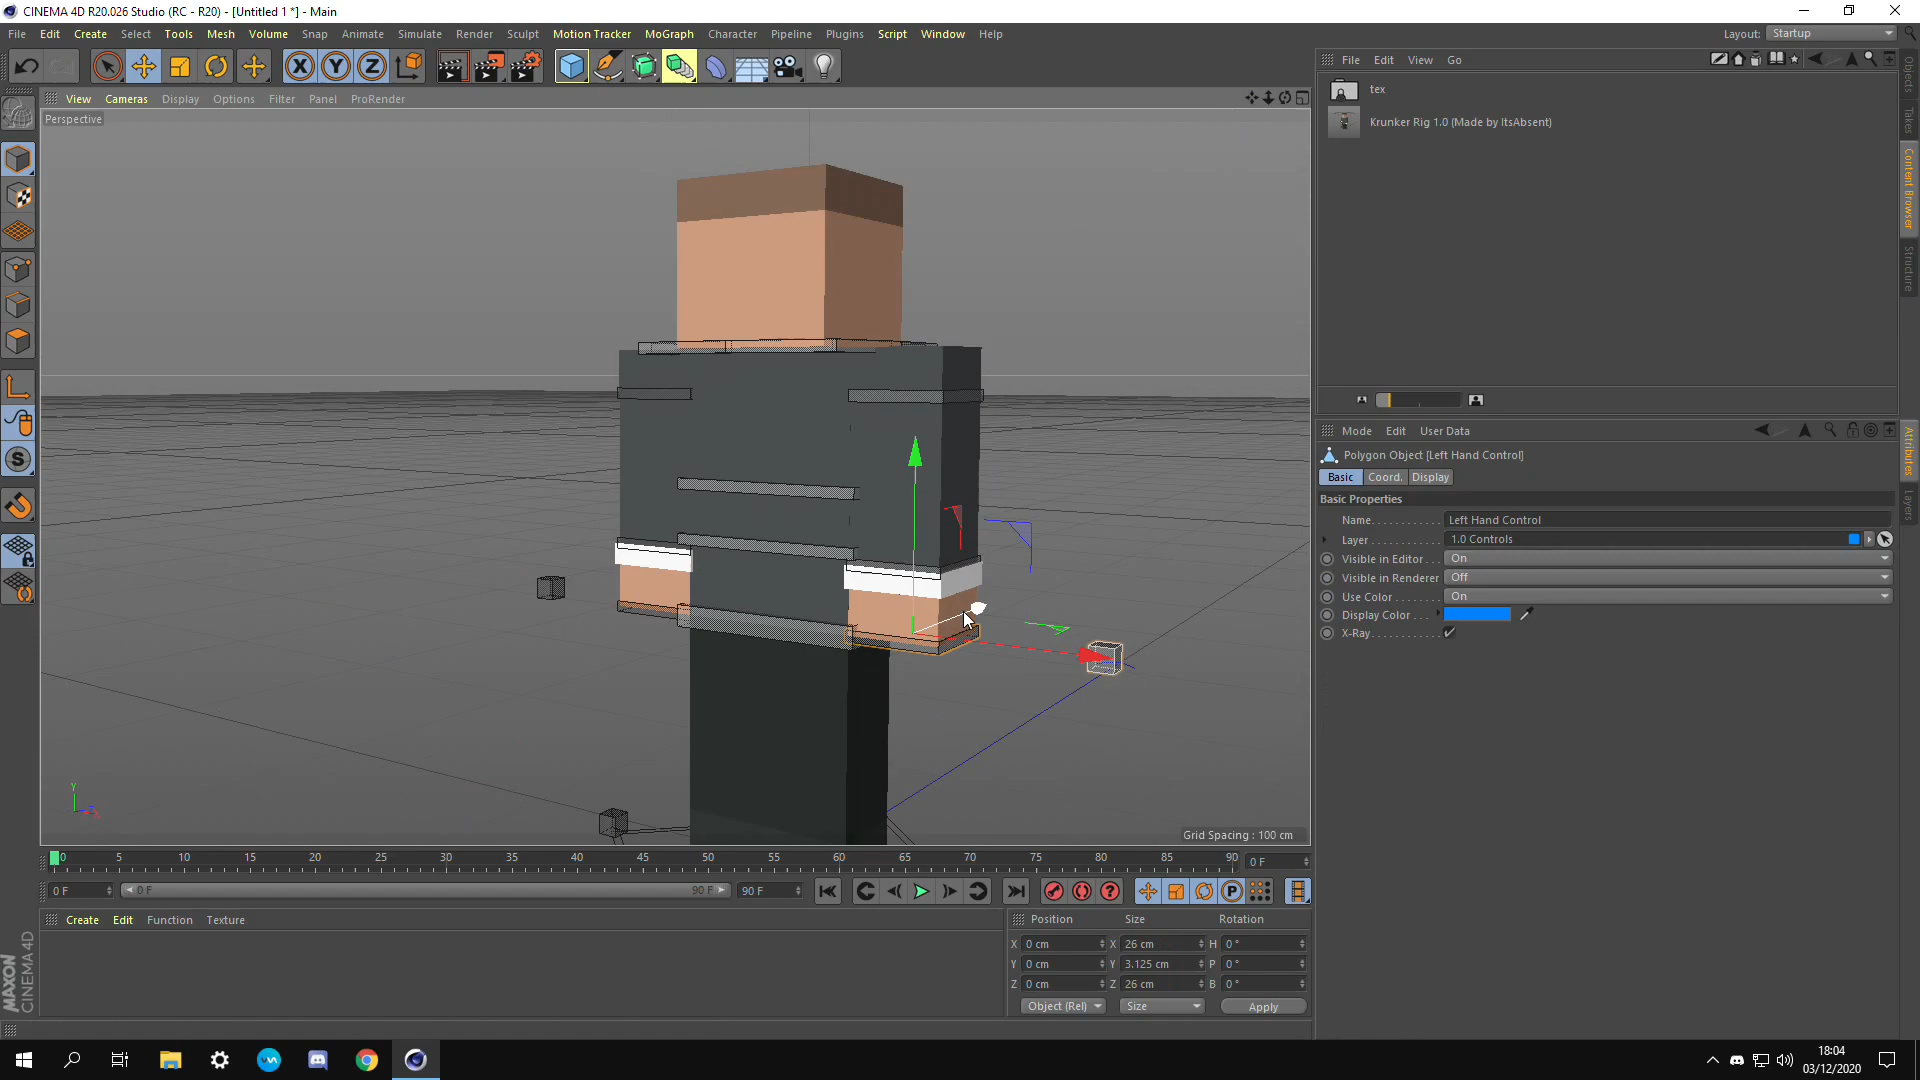 CINEMA 4D R20.026 Studio (RC - R20) - [Untitled 1 *] - Main
File Edit Create Select Tools Mesh Volume Snap Animate Simulate Render Sculpt Motion Tracker MoGraph Character Pipeline Plugins Script Window Help
Layout: Startup
X Y Z
View Cameras Display Options Filter Panel ProRender
Perspective
File Edit View Go
tex
Krunker Rig 1.0 (Made by ItsAbsent)
Objects
Takes
Content Browser
Structure
Mode Edit User Data
Polygon Object [Left Hand Control]
Basic Coord. Display
Basic Properties
Name Left Hand Control
Layer 1.0 Controls
Visible in Editor On
Visible in Renderer Off
Use Color On
Display Color
X-Ray
Attributes
Layers
S
Y
Z
X
Grid Spacing : 100 cm
0 5 10 15 20 25 30 35 40 45 50 55 60 65 70 75 80 85 90
0 F
0 F 0 F 90 F 90 F
P
Create Edit Function Texture
Position Size Rotation
X 0 cm X 26 cm H 0 °
Y 0 cm Y 3.125 cm P 0 °
Z 0 cm Z 26 cm B 0 °
Object (Rel) Size Apply
MAXON
CINEMA 4D
18:04
03/12/2020